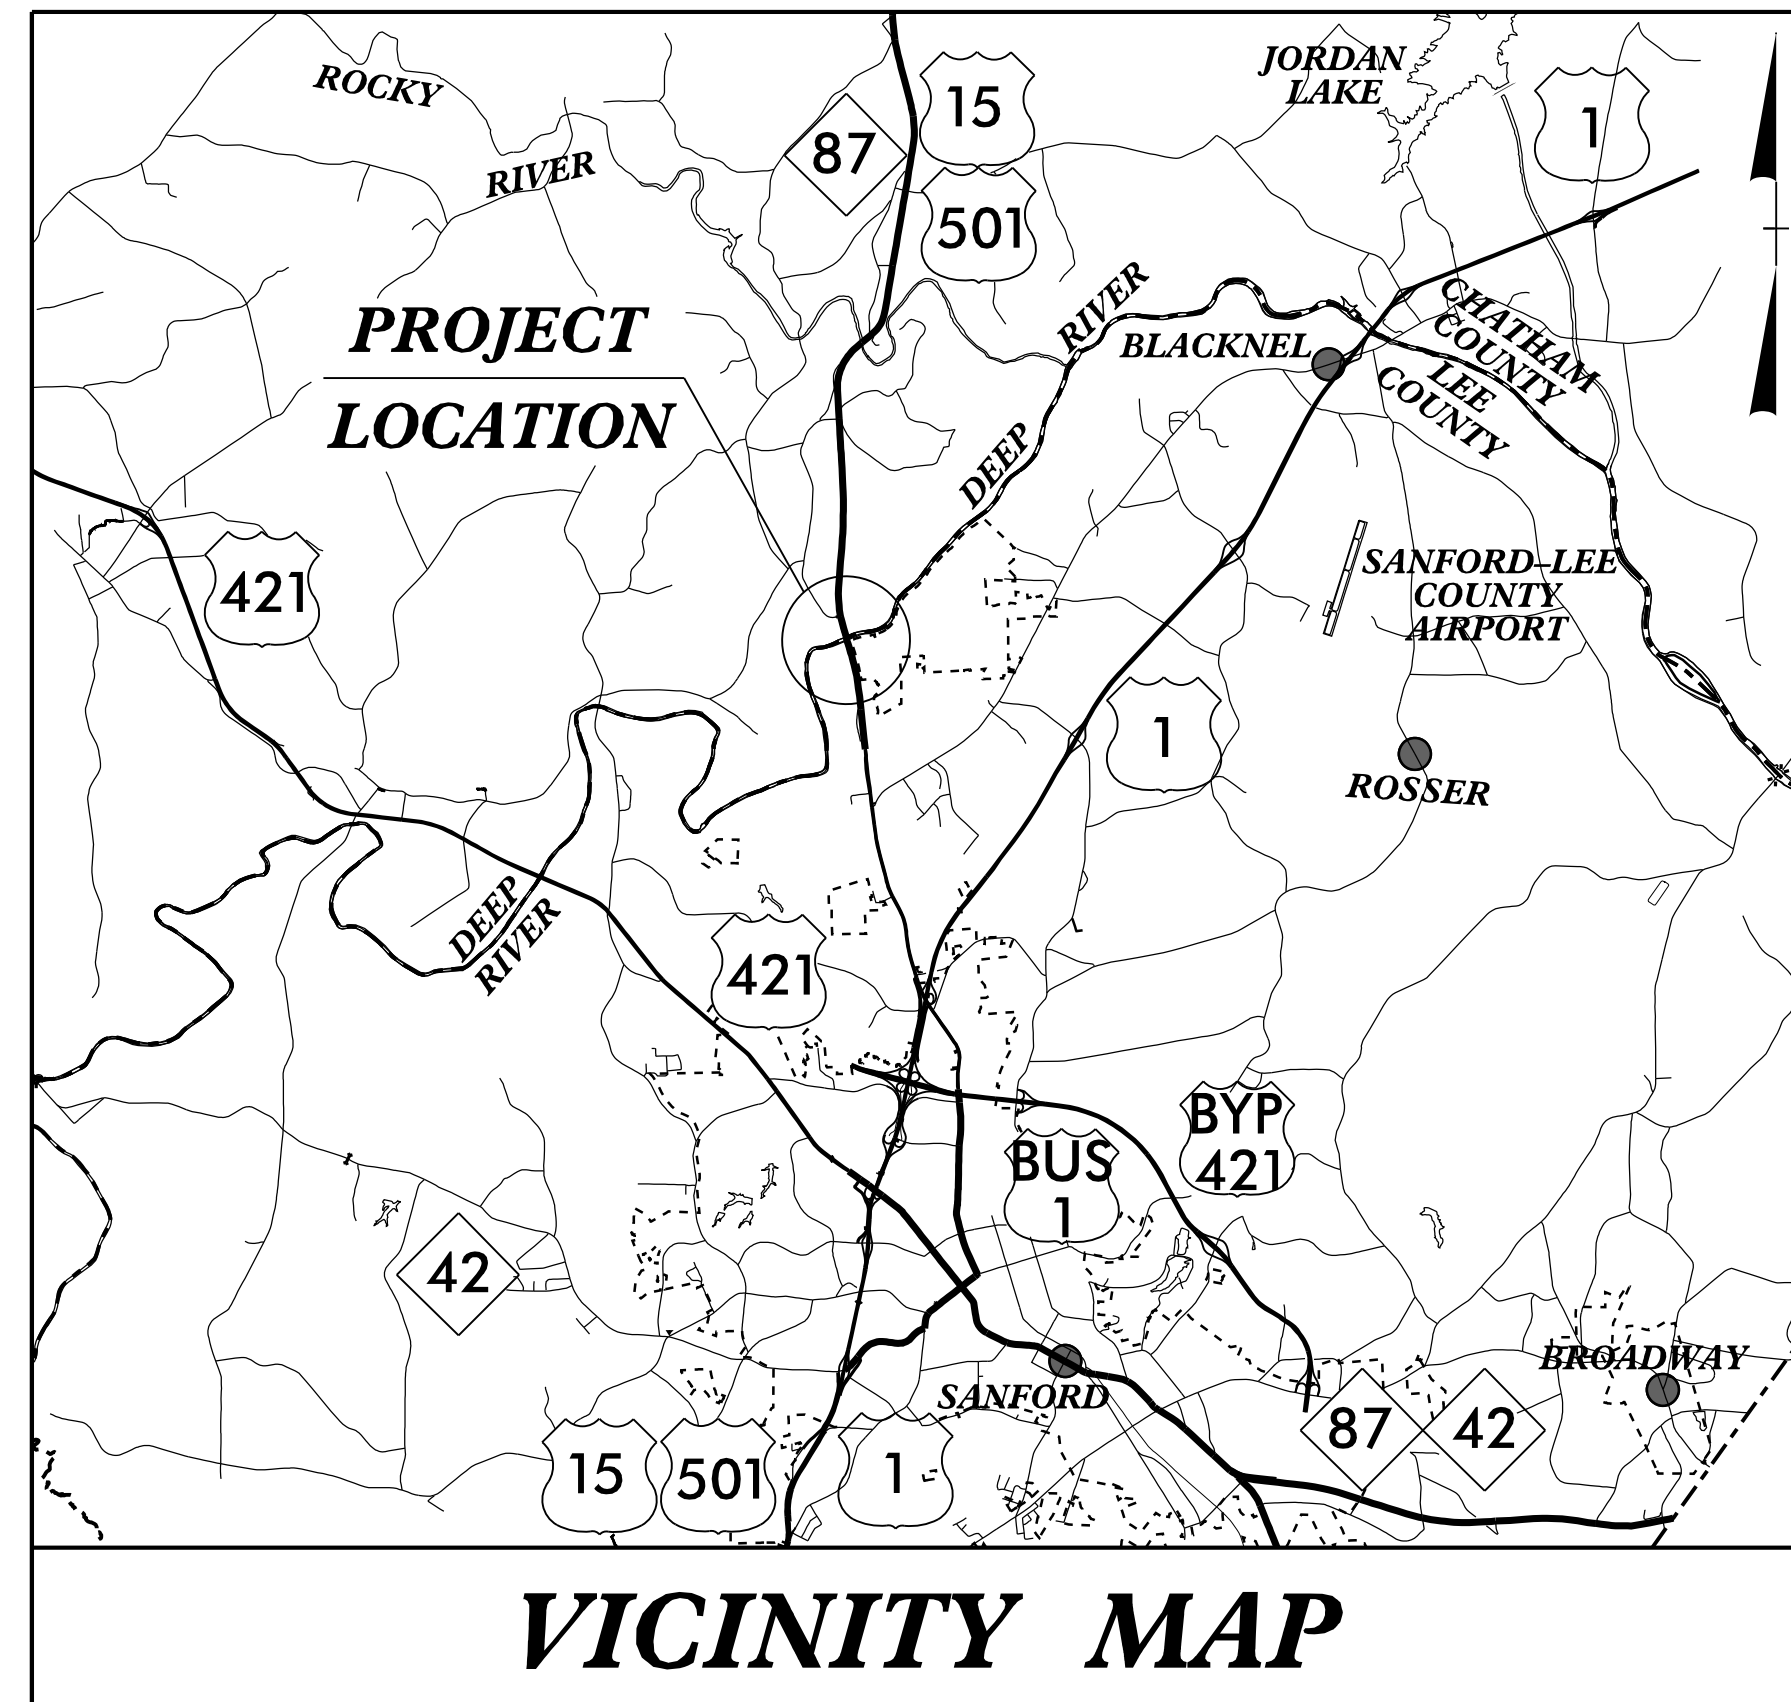 ROCKY
RIVER
87
15
501
JORDAN
LAKE
1
PROJECT
LOCATION
RIVER
DEEP
BLACKNEL
CHATHAM
COUNTY
LEE
COUNTY
421
SANFORD-LEE
COUNTY
AIRPORT
1
ROSSER
DEEP
RIVER
421
BYP
421
BUS
1
42
BROADWAY
SANFORD
87
42
15
501
1
VICINITY MAP